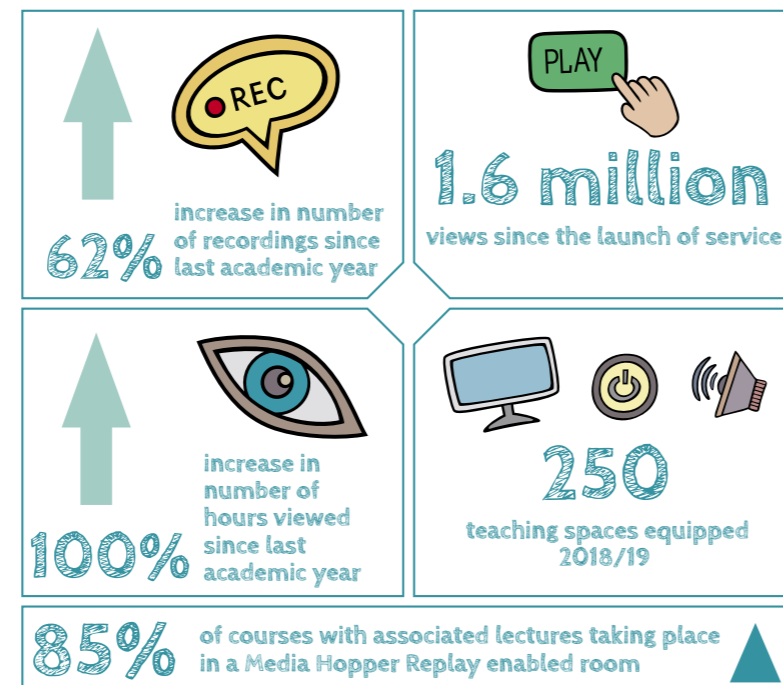 REC
62%
increase in number
of recordings since
last academic year
PLAY
1.6 million
views since the launch of service
100%
increase in
number of
hours viewed
since last
academic year
250
teaching spaces equipped
2018/19
85%
of courses with associated lectures taking place
in a Media Hopper Replay enabled room